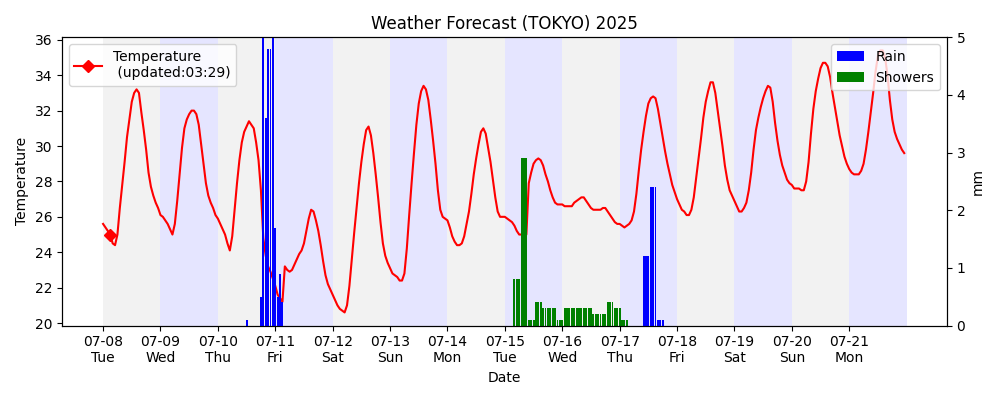 Weather Forecast (TOKYO) 2025
Temperature
(updated:03:29)
Rain
Showers
36
34
32
30
28
26
24
22
20
Temperature
5
4
3
2
1
0
mm
07-08 07-09 07-10 07-11 07-12 07-13 07-14 07-15 07-16 07-17 07-18 07-19 07-20 07-21
Tue Wed Thu Fri Sat Sun Mon Tue Wed Thu Fri Sat Sun Mon
Date